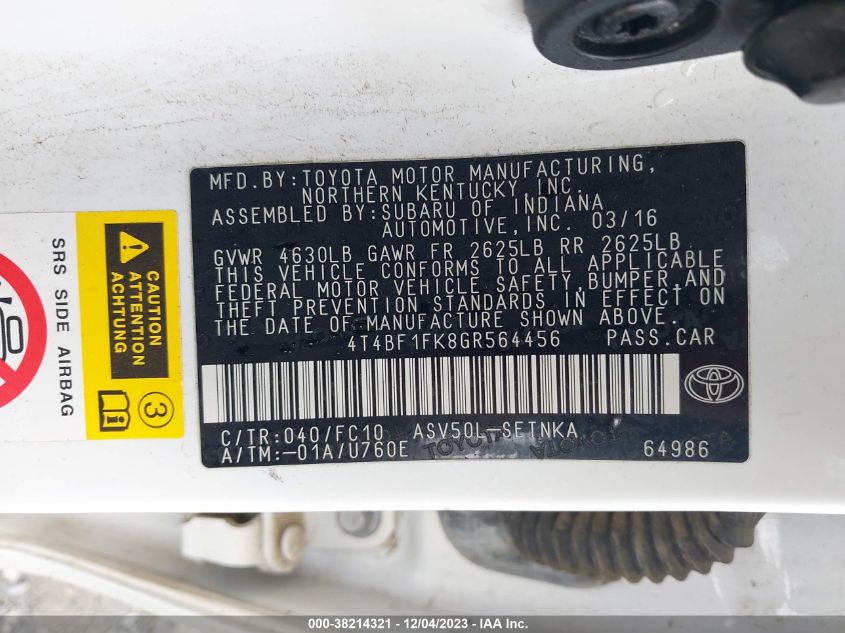 MFD.BY:TOYOTA MOTOR MANUFACTURING,
NORTHERN KENTUCKY,INC.
ASSEMBLED BY:SUBARU OF INDIANA
AUTOMOTIVE,INC. 03/16
GVWR 4630LB GAWR FR 2625LB RR 2625LB
THIS VEHICLE CONFORMS TO ALL APPLICABLE
FEDERAL MOTOR VEHICLE SAFETY,BUMPER,AND
THEFT PREVENTION STANDARDS IN EFFECT ON
THE DATE OF MANUFACTURE SHOWN ABOVE.
4T4BF1FK8GR564456 PASS.CAR
C/TR:040/FC10 ASV50L-SETNKA
A/TM:-01A/U760E 64986
TOYOTA TOYOTA
SRS SIDE AIRBAG
CAUTION
ATTENTION
ACHTUNG
3
000-38214321 - 12/04/2023 - IAA Inc.